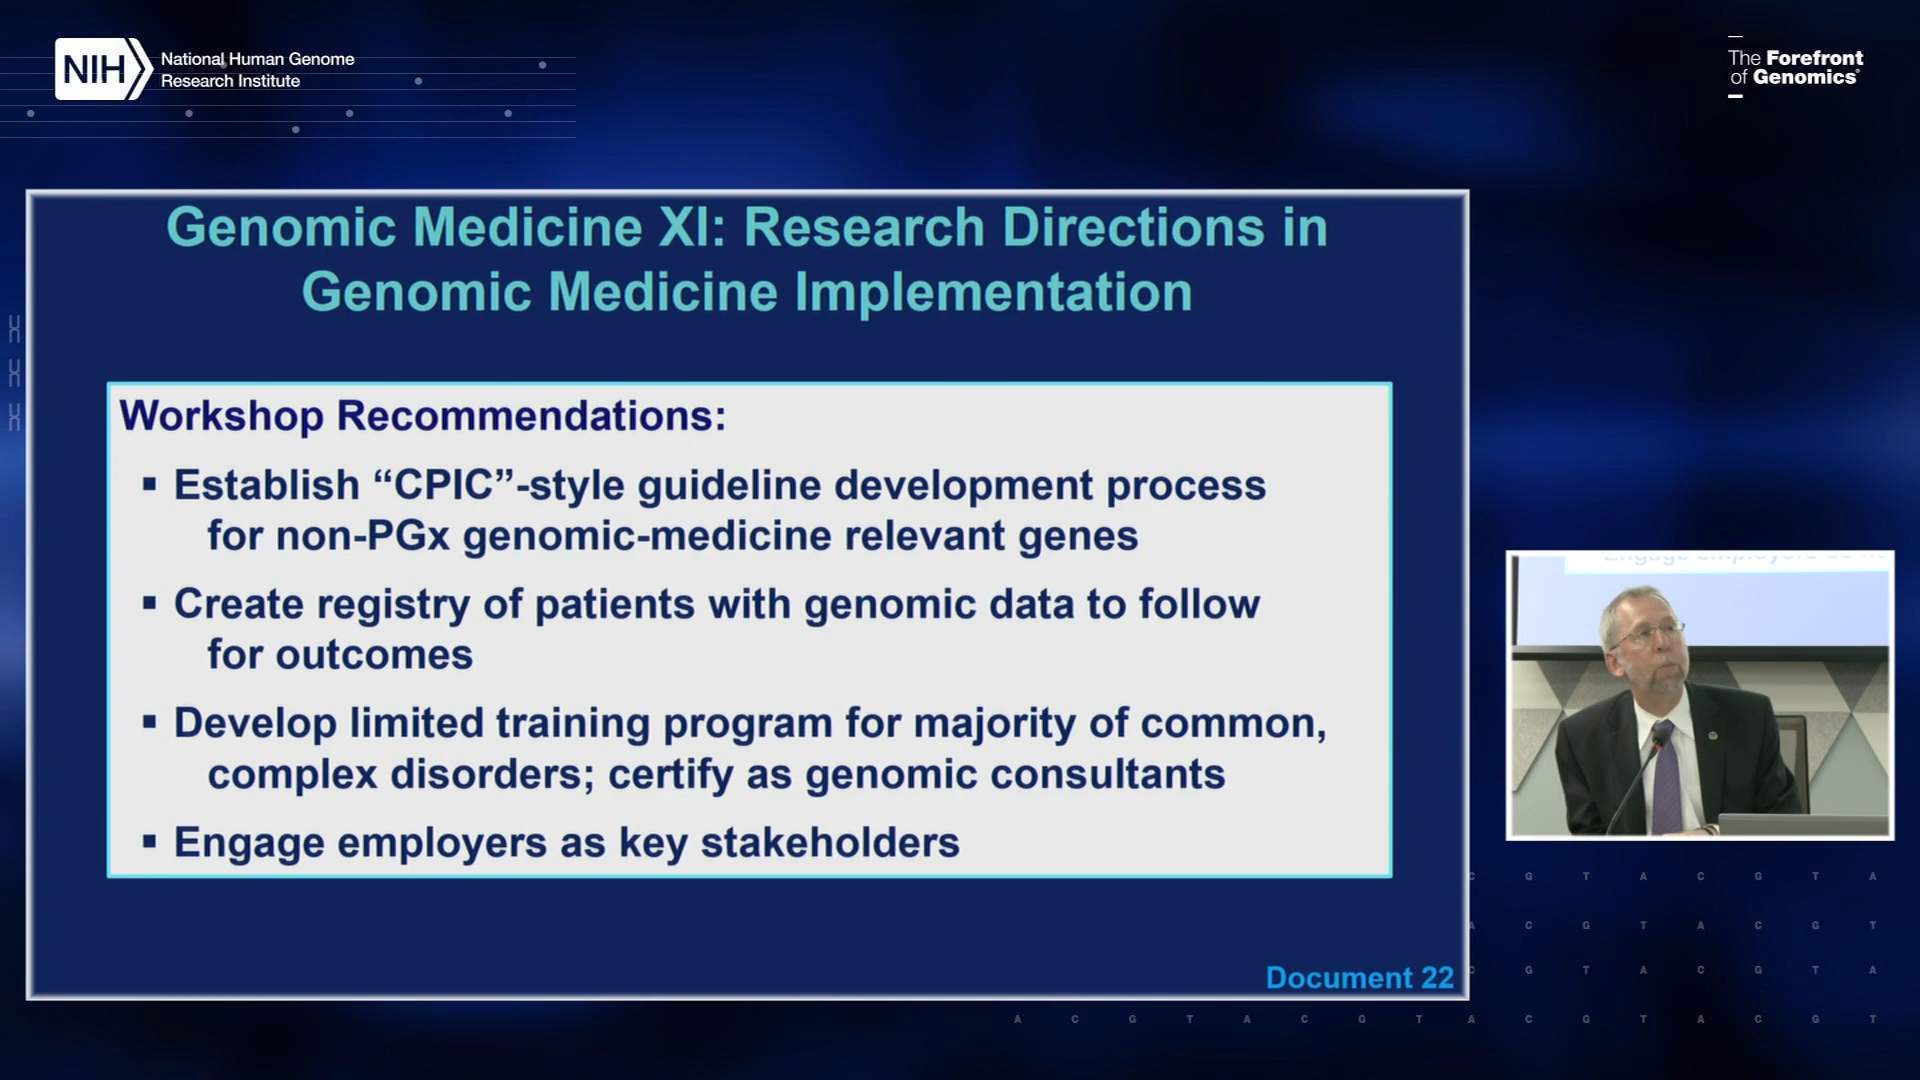 NIH
National Human Genome
Research Institute
The Forefront
of Genomics®
Genomic Medicine XI: Research Directions in
Genomic Medicine Implementation
Workshop Recommendations:
▪ Establish “CPIC”-style guideline development process
for non-PGx genomic-medicine relevant genes
▪ Create registry of patients with genomic data to follow
for outcomes
▪ Develop limited training program for majority of common,
complex disorders; certify as genomic consultants
▪ Engage employers as key stakeholders
Document 22
Engage employers
C G T A C G T A
A C G T A C G T
C G T A C G T A
A C G T A C G T A C G T A C G T